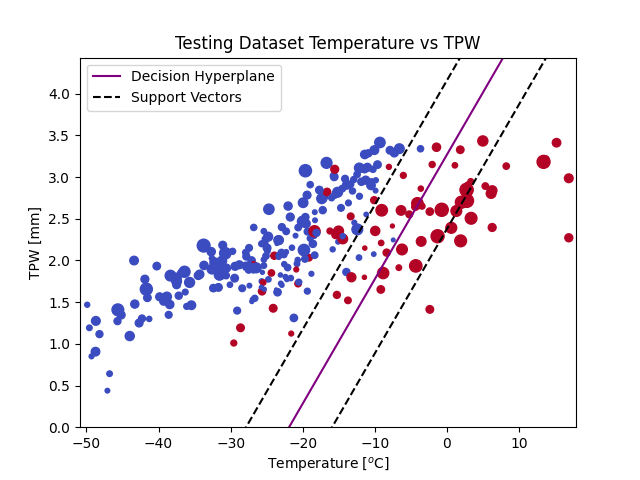 Testing Dataset Temperature vs TPW
Decision Hyperplane
Support Vectors
4.0
3.5
3.0
2.5
2.0
1.5
1.0
0.5
0.0
TPW [mm]
−50 −40 −30 −20 −10 0 10
Temperature [°C]